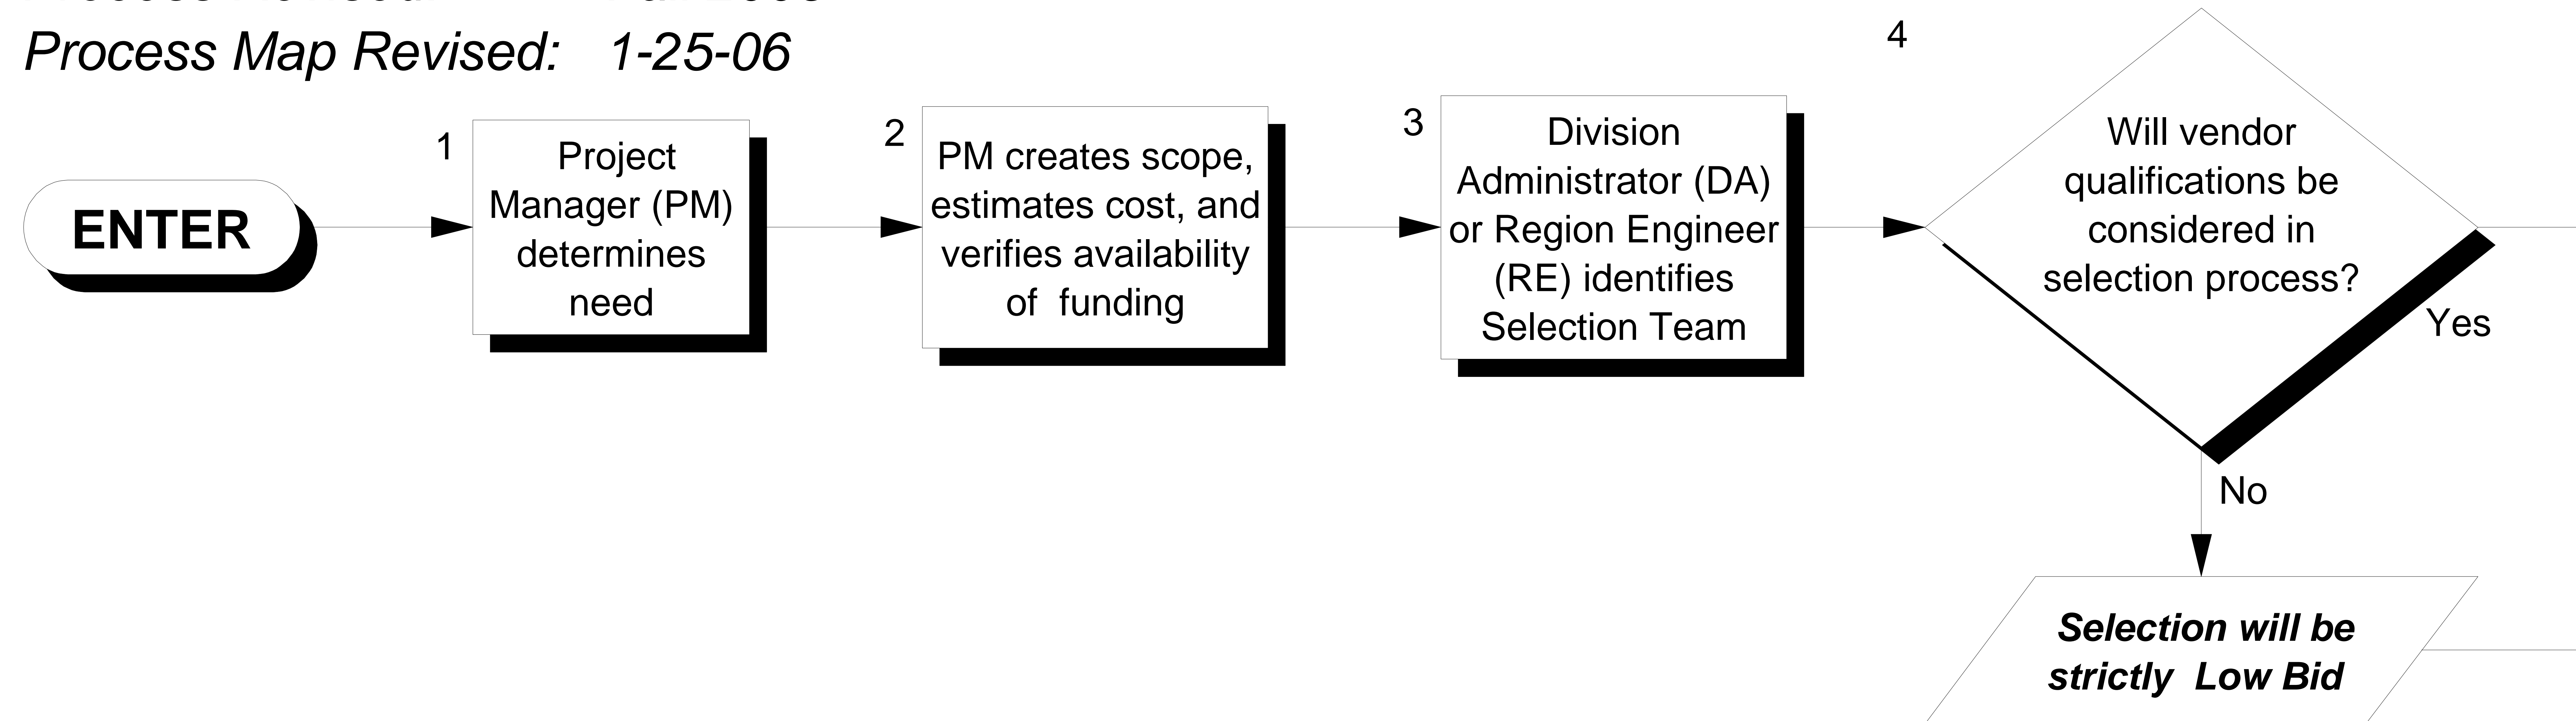 Process Map Revised: 1-25-06
ENTER
1
Project
Manager (PM)
determines
need
2
PM creates scope,
estimates cost, and
verifies availability
of funding
3
Division
Administrator (DA)
or Region Engineer
(RE) identifies
Selection Team
4
Will vendor
qualifications be
considered in
selection process?
Yes
No
Selection will be
strictly Low Bid